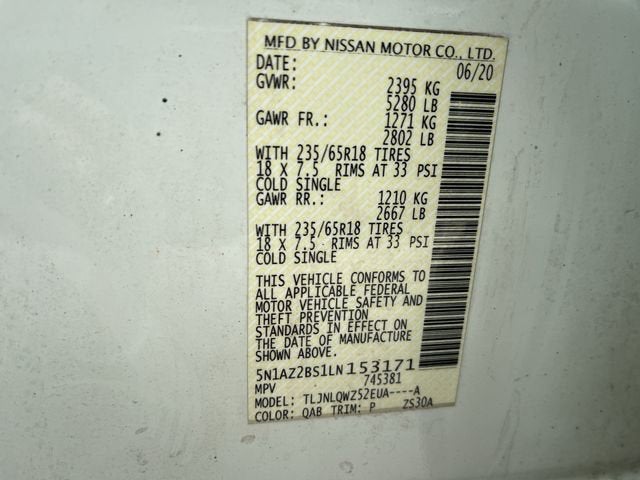 MFD BY NISSAN MOTOR CO., LTD.
DATE: 06/20
GVWR: 2395 KG
5280 LB
GAWR FR.: 1271 KG
2802 LB
WITH 235/65R18 TIRES
18 X 7.5 RIMS AT 33 PSI
COLD SINGLE
GAWR RR.: 1210 KG
2667 LB
WITH 235/65R18 TIRES
18 X 7.5 RIMS AT 33 PSI
COLD SINGLE
THIS VEHICLE CONFORMS TO
ALL APPLICABLE FEDERAL
MOTOR VEHICLE SAFETY AND
THEFT PREVENTION
STANDARDS IN EFFECT ON
THE DATE OF MANUFACTURE
SHOWN ABOVE.
5N1AZ2BS1LN153171
MPV 745381
MODEL: TLJNLQWZ52EUA----A
COLOR: QAB TRIM: P ZS30A